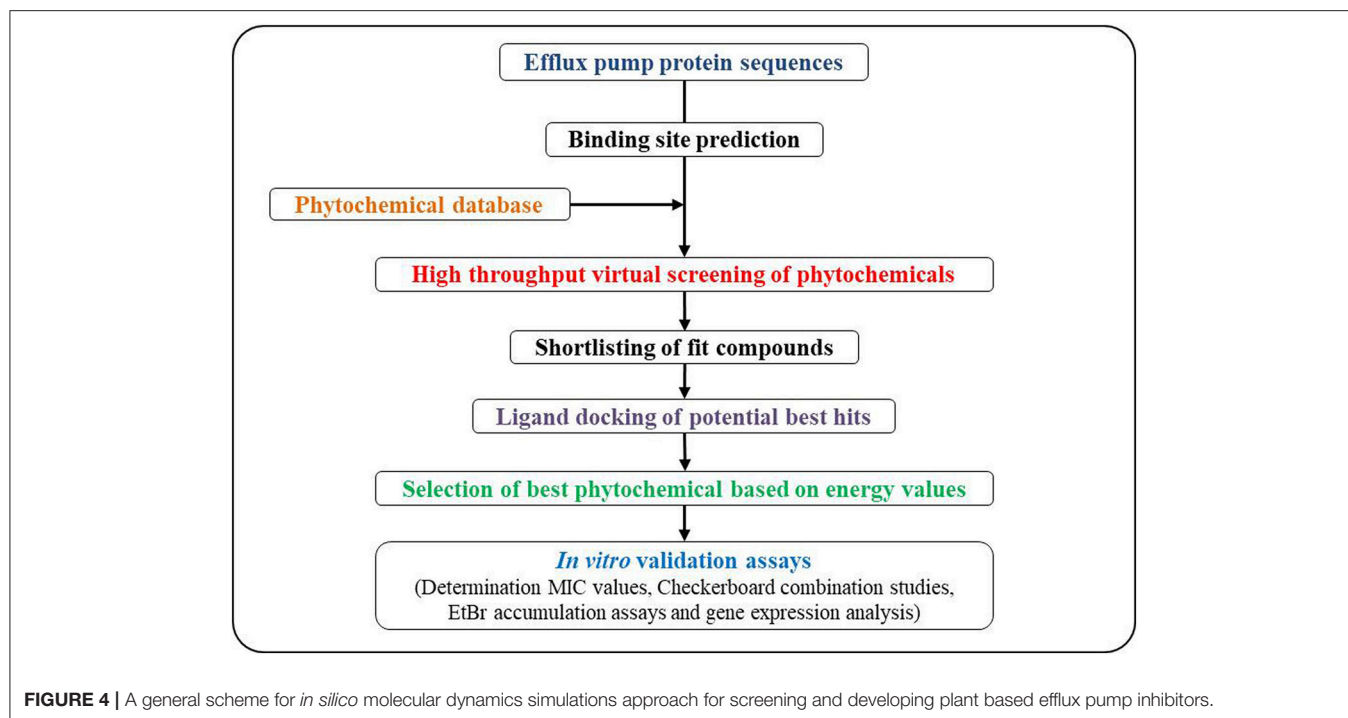 Efflux pump protein sequences
Binding site prediction
Phytochemical database
High throughput virtual screening of phytochemicals
Shortlisting of fit compounds
Ligand docking of potential best hits
Selection of best phytochemical based on energy values
In vitro validation assays
(Determination MIC values, Checkerboard combination studies,
EtBr accumulation assays and gene expression analysis)
FIGURE 4 | A general scheme for in silico molecular dynamics simulations approach for screening and developing plant based efflux pump inhibitors.